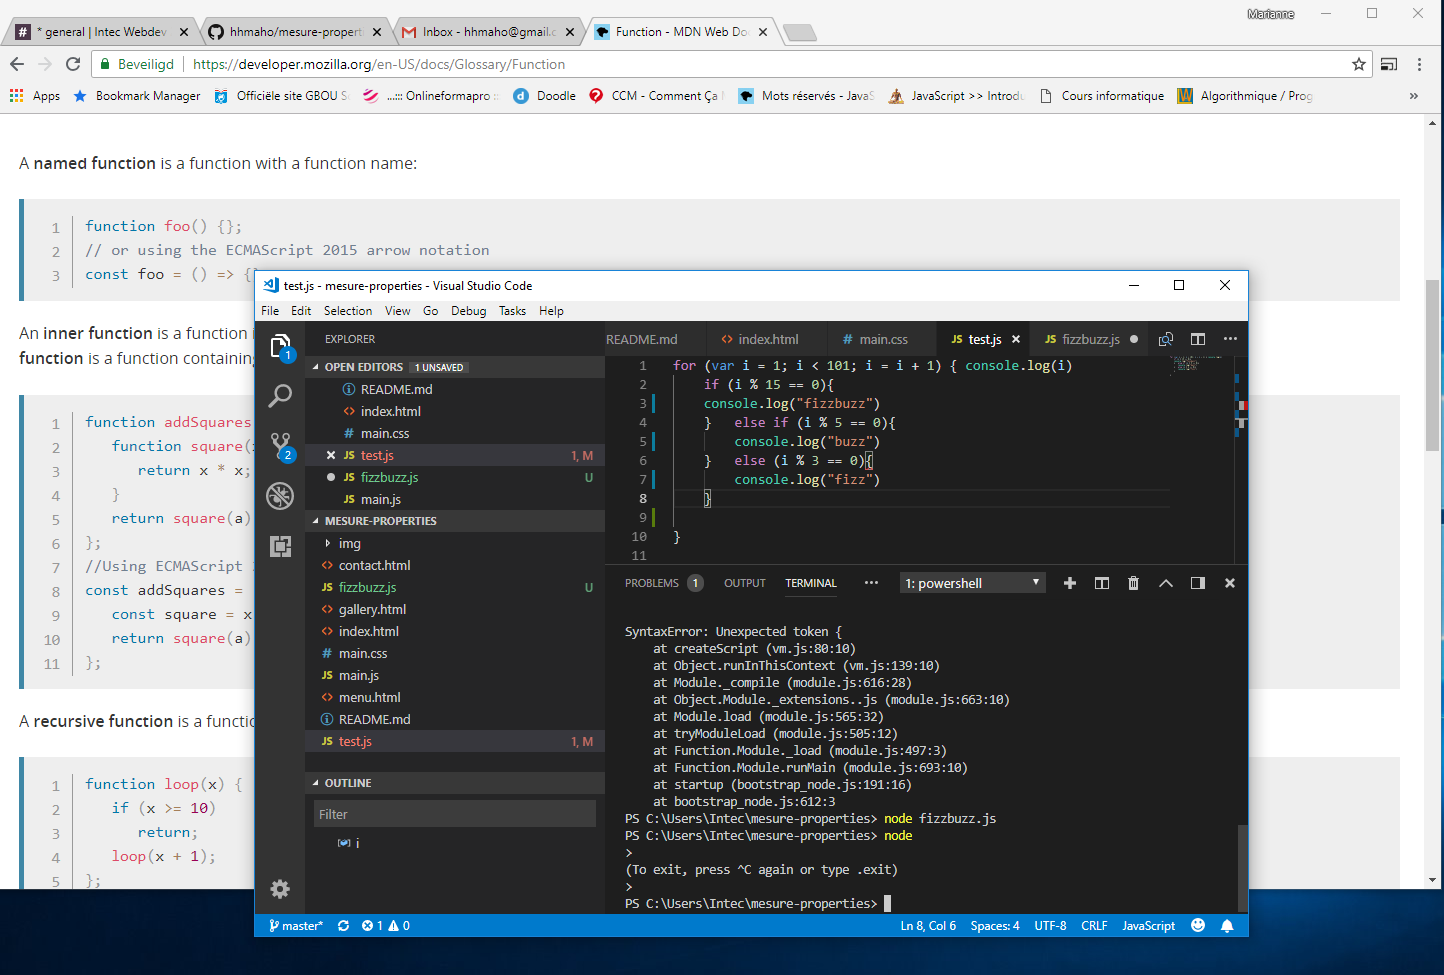 Marianne
* general | Intec Webdev
hhmaho/mesure-propert
Inbox - hhmaho@gmail.c
Function - MDN Web Do
Beveiligd
https://developer.mozilla.org/en-US/docs/Glossary/Function
Apps
Bookmark Manager
Officiële site GBOU S
...::: Onlineformapro ::
Doodle
CCM - Comment Ça
Mots réservés - JavaS
JavaScript >> Introdu
Cours informatique
Algorithmique / Prog
»
A named function is a function with a function name:
1 function foo() {};
2 // or using the ECMAScript 2015 arrow notation
3 const foo = () => {
An inner function is a function
function is a function containing
1 function addSquares
2 function square(
3 return x * x;
4 }
5 return square(a)
6 };
7 //Using ECMAScript
8 const addSquares =
9 const square = x
10 return square(a)
11 };
A recursive function is a functio
1 function loop(x) {
2 if (x >= 10)
3 return;
4 loop(x + 1);
5 };
test.js - mesure-properties - Visual Studio Code
File Edit Selection View Go Debug Tasks Help
1
2
EXPLORER
OPEN EDITORS 1 UNSAVED
README.md
index.html
main.css
JS test.js 1, M
JS fizzbuzz.js U
JS main.js
MESURE-PROPERTIES
img
contact.html
JS fizzbuzz.js U
gallery.html
index.html
main.css
JS main.js
menu.html
README.md
JS test.js 1, M
OUTLINE
Filter
i
README.md
<> index.html
# main.css
JS test.js
JS fizzbuzz.js
1 for (var i = 1; i < 101; i = i + 1) { console.log(i)
2 if (i % 15 == 0){
3 console.log("fizzbuzz")
4 } else if (i % 5 == 0){
5 console.log("buzz")
6 } else (i % 3 == 0){
7 console.log("fizz")
8 }
9
10 }
11
PROBLEMS 1 OUTPUT TERMINAL ••• 1: powershell
SyntaxError: Unexpected token {
at createScript (vm.js:80:10)
at Object.runInThisContext (vm.js:139:10)
at Module._compile (module.js:616:28)
at Object.Module._extensions..js (module.js:663:10)
at Module.load (module.js:565:32)
at tryModuleLoad (module.js:505:12)
at Function.Module._load (module.js:497:3)
at Function.Module.runMain (module.js:693:10)
at startup (bootstrap_node.js:191:16)
at bootstrap_node.js:612:3
PS C:\Users\Intec\mesure-properties> node fizzbuzz.js
PS C:\Users\Intec\mesure-properties> node
>
(To exit, press ^C again or type .exit)
>
PS C:\Users\Intec\mesure-properties>
master* 1 0
Ln 8, Col 6 Spaces: 4 UTF-8 CRLF JavaScript